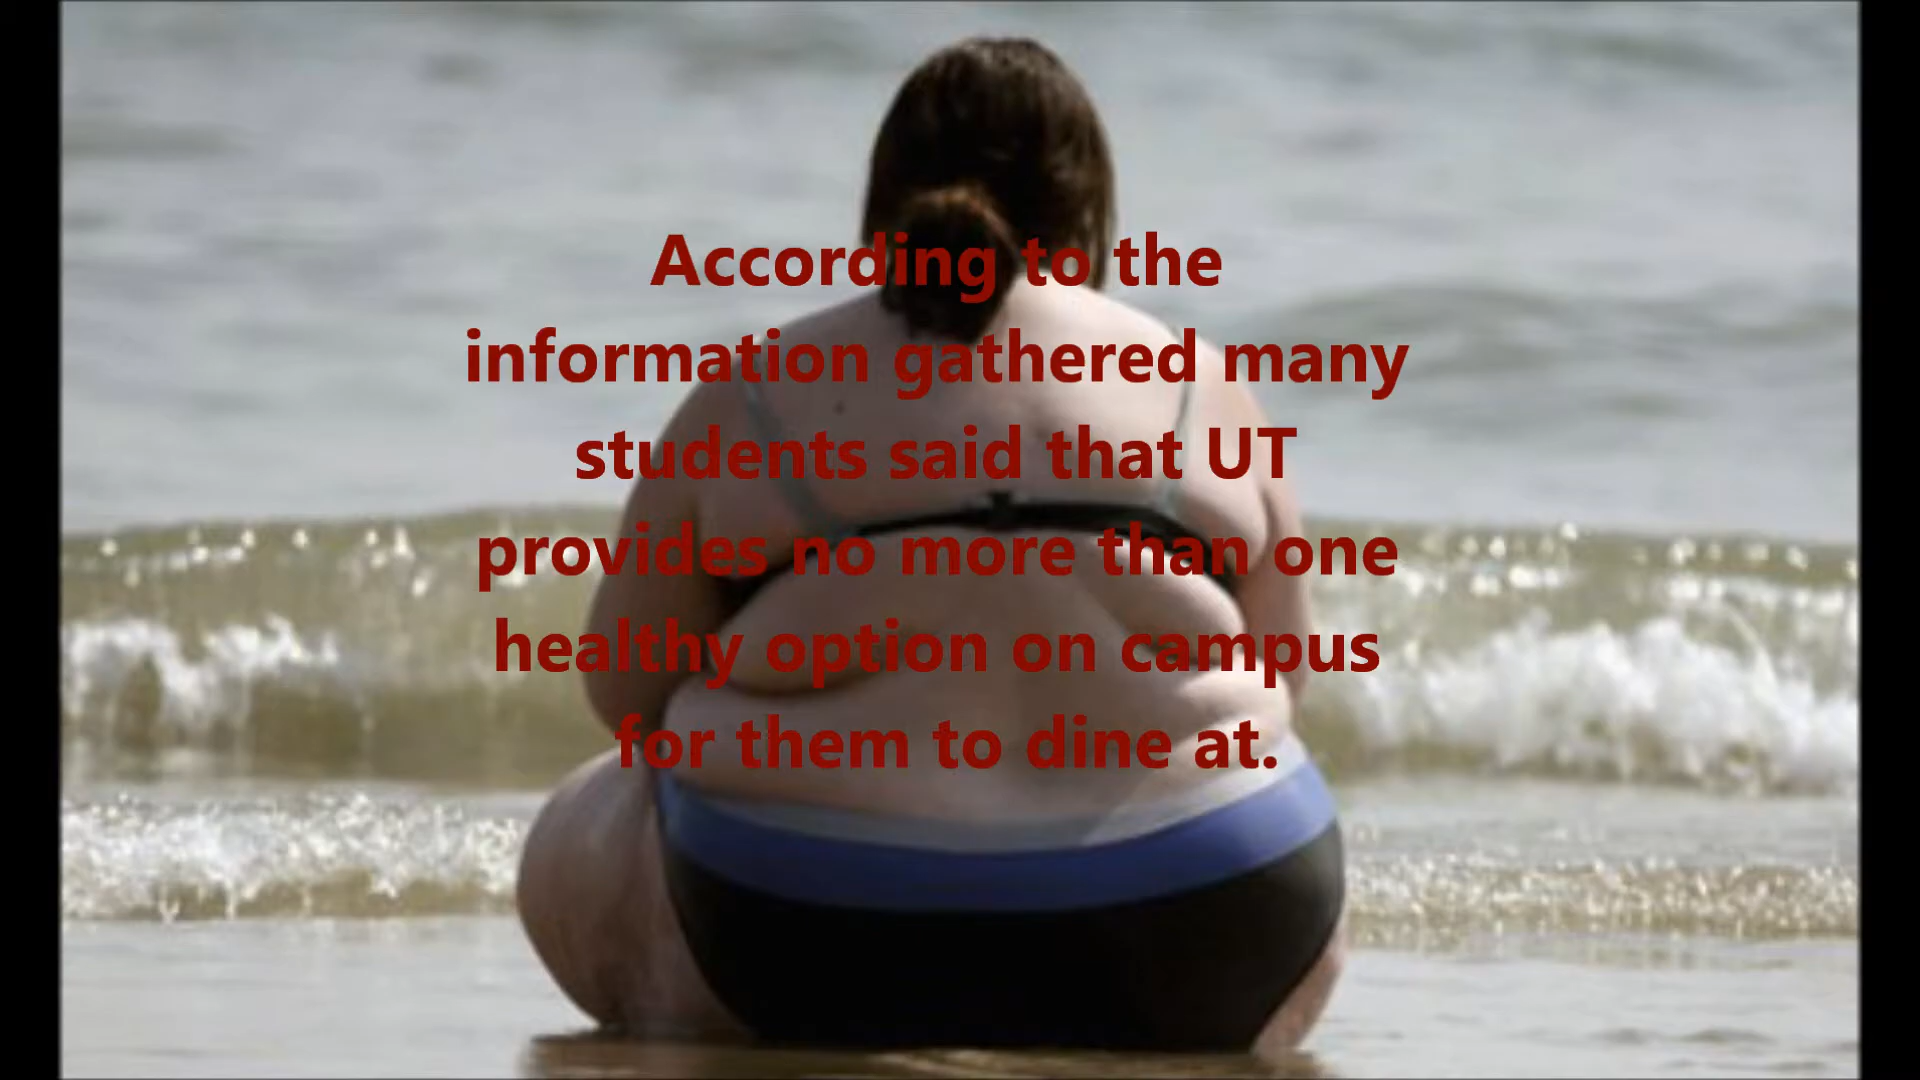 According to the
information gathered many
students said that UT
provides no more than one
healthy option on campus
for them to dine at.